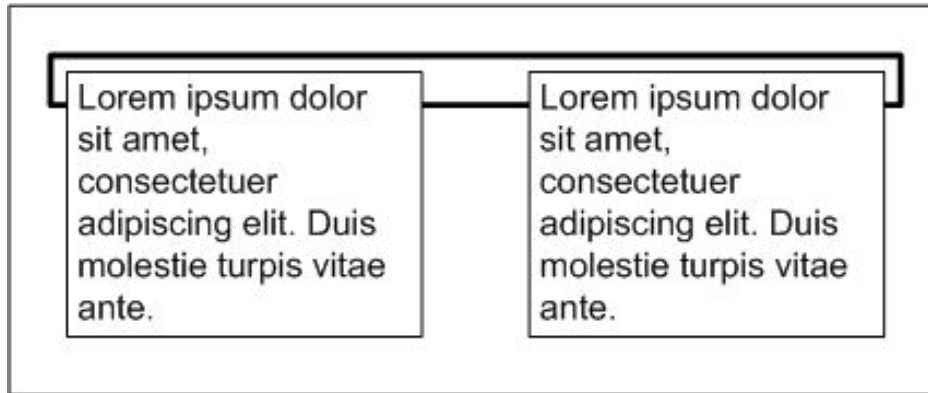 Lorem ipsum dolor
sit amet,
consectetuer
adipiscing elit. Duis
molestie turpis vitae
ante.
Lorem ipsum dolor
sit amet,
consectetuer
adipiscing elit. Duis
molestie turpis vitae
ante.